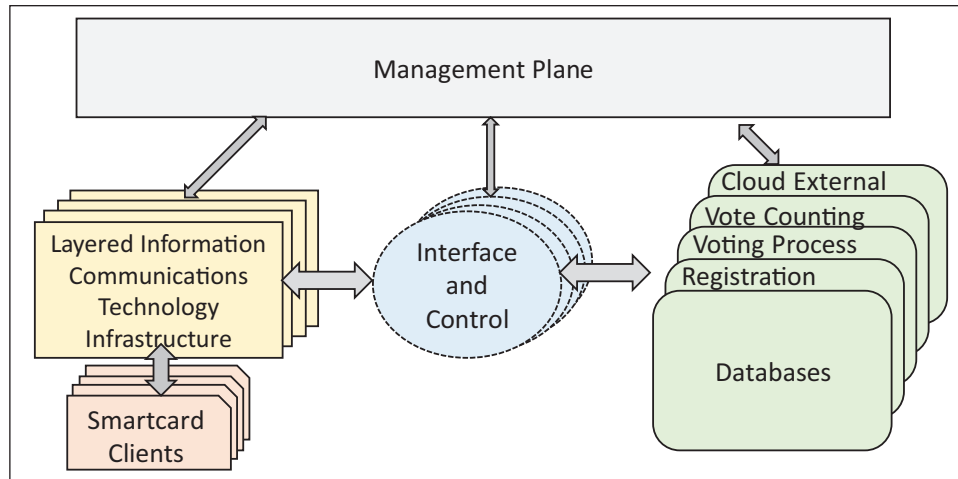 Management Plane
Layered Information
Communications
Technology
Infrastructure
Interface
and
Control
Cloud External
Vote Counting
Voting Process
Registration
Databases
Smartcard
Clients